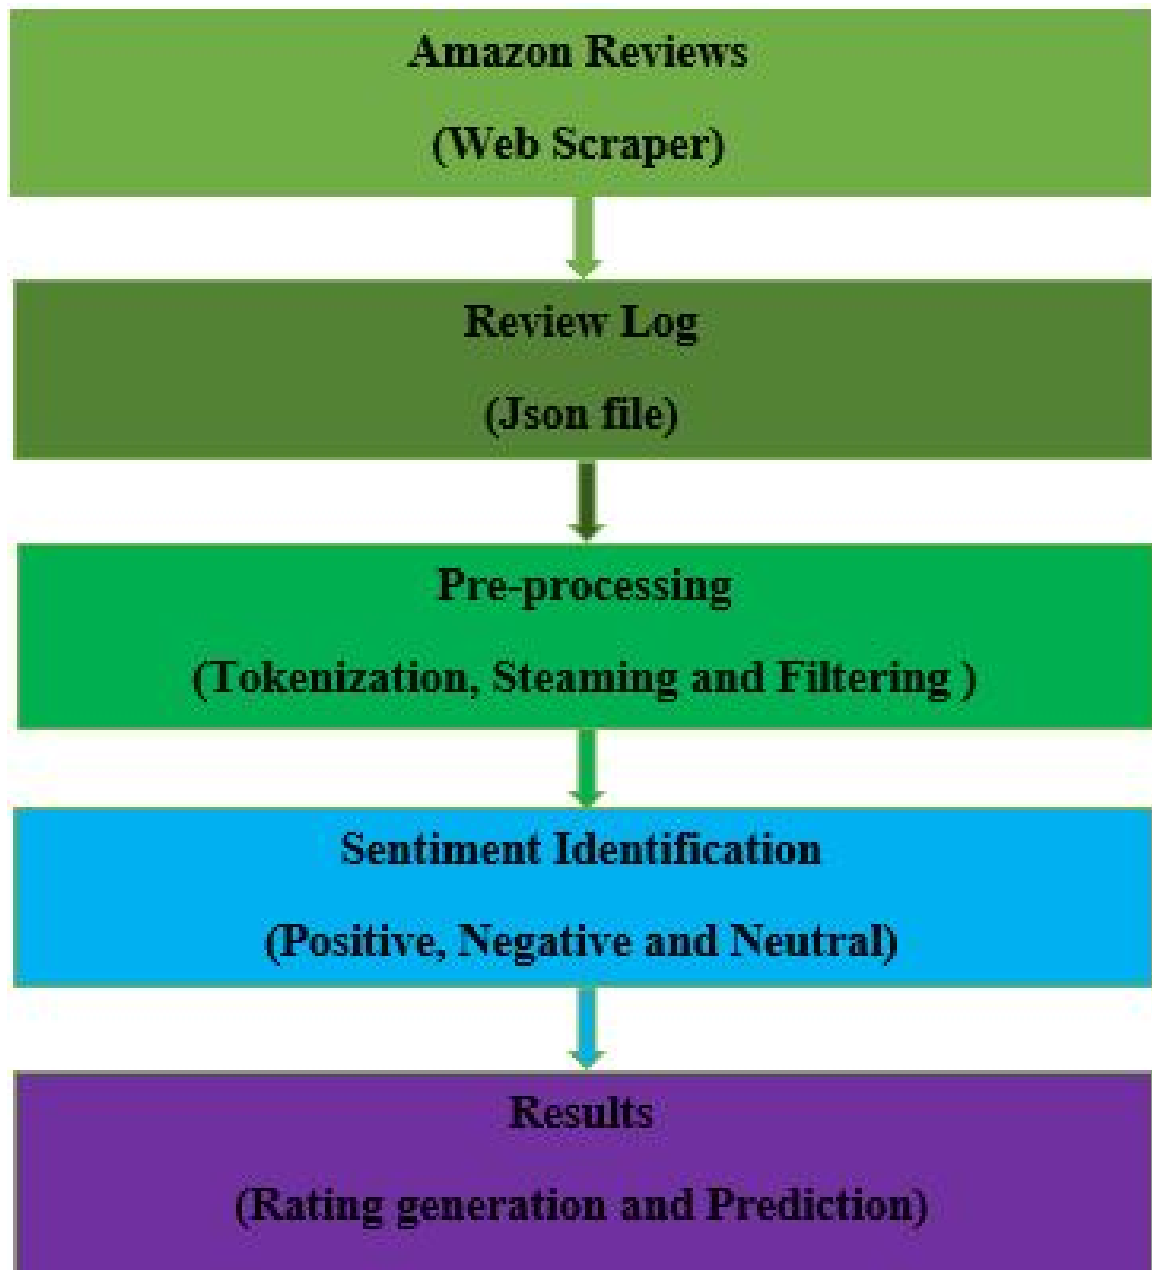 Amazon Reviews
(Web Scraper)
Review Log
(Json file)
Pre-processing
(Tokenization, Steaming and Filtering )
Sentiment Identification
(Positive, Negative and Neutral)
Results
(Rating generation and Prediction)